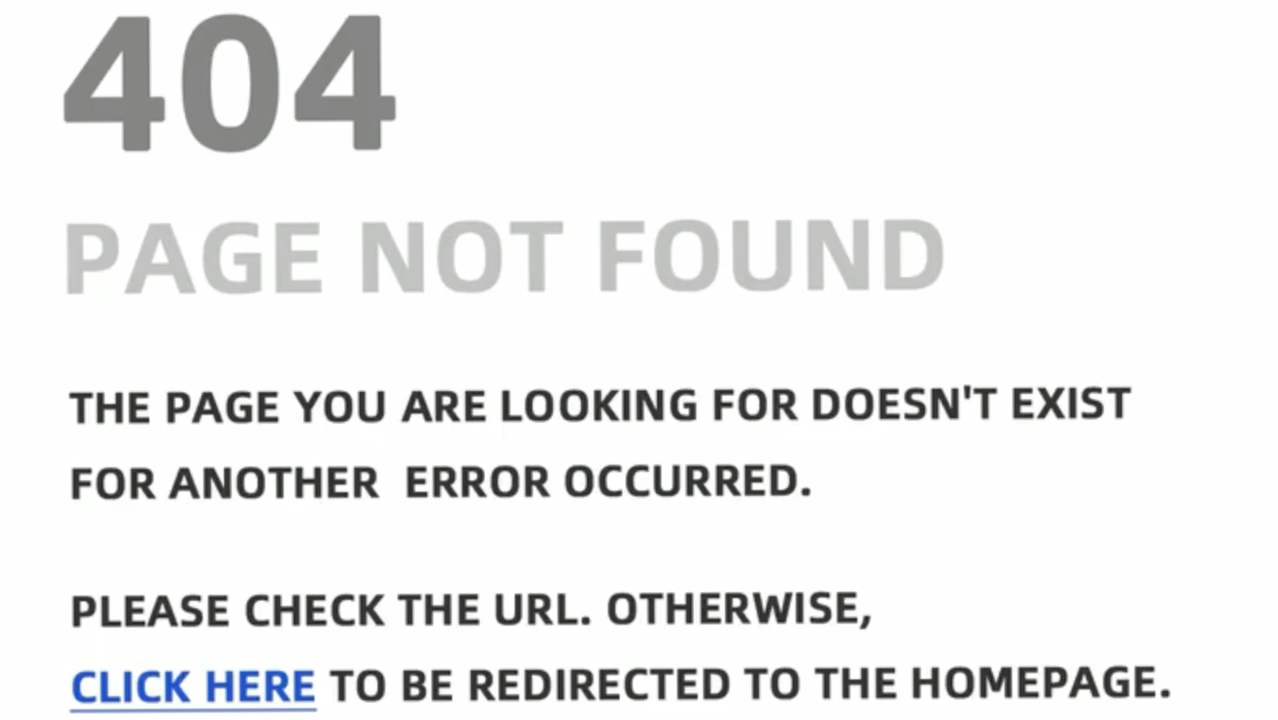 404
PAGE NOT FOUND
THE PAGE YOU ARE LOOKING FOR DOESN'T EXIST
FOR ANOTHER ERROR OCCURRED.
PLEASE CHECK THE URL. OTHERWISE,
CLICK HERE TO BE REDIRECTED TO THE HOMEPAGE.